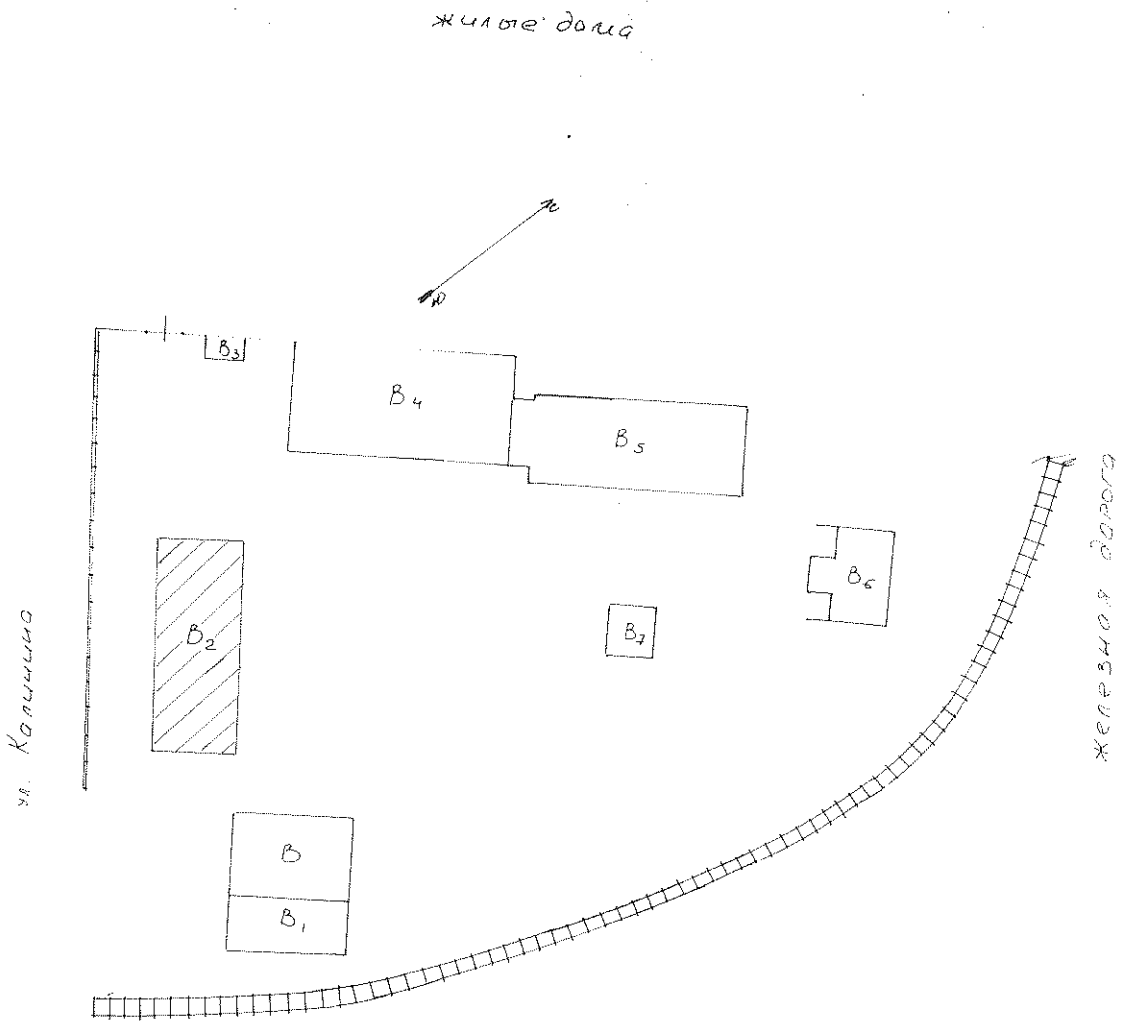 жилые дома
С
Ю
В3
В4
В5
В6
В2
В7
ул. Калинина
железная дорога
В
В1